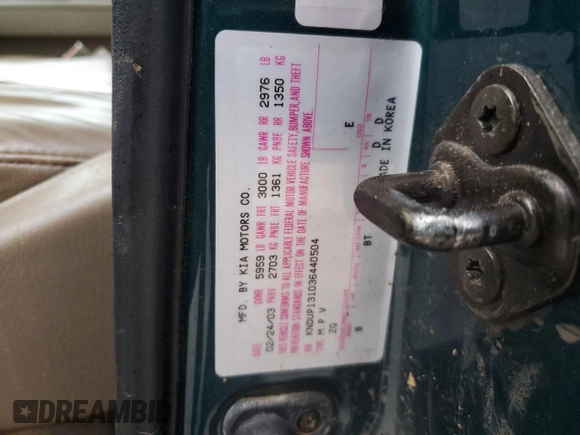 MFD. BY KIA MOTORS CO.
GVWR 5959 LB GAWR FRT 3000 LB GAWR RR 2976 LB
DATE 02/24/03 PNBV 2703 KG PNBE FRT 1361 KG PNBE RR 1350 KG
THIS VEHICLE CONFORMS TO ALL APPLICABLE FEDERAL MOTOR VEHICLE SAFETY, BUMPER, AND THEFT
PREVENTION STANDARDS IN EFFECT ON THE DATE OF MANUFACTURE SHOWN ABOVE.
VIN KNDUP131036440504
TYPE M.P.V E
ZG
B BT D D
MADE IN KOREA
DREAMBID